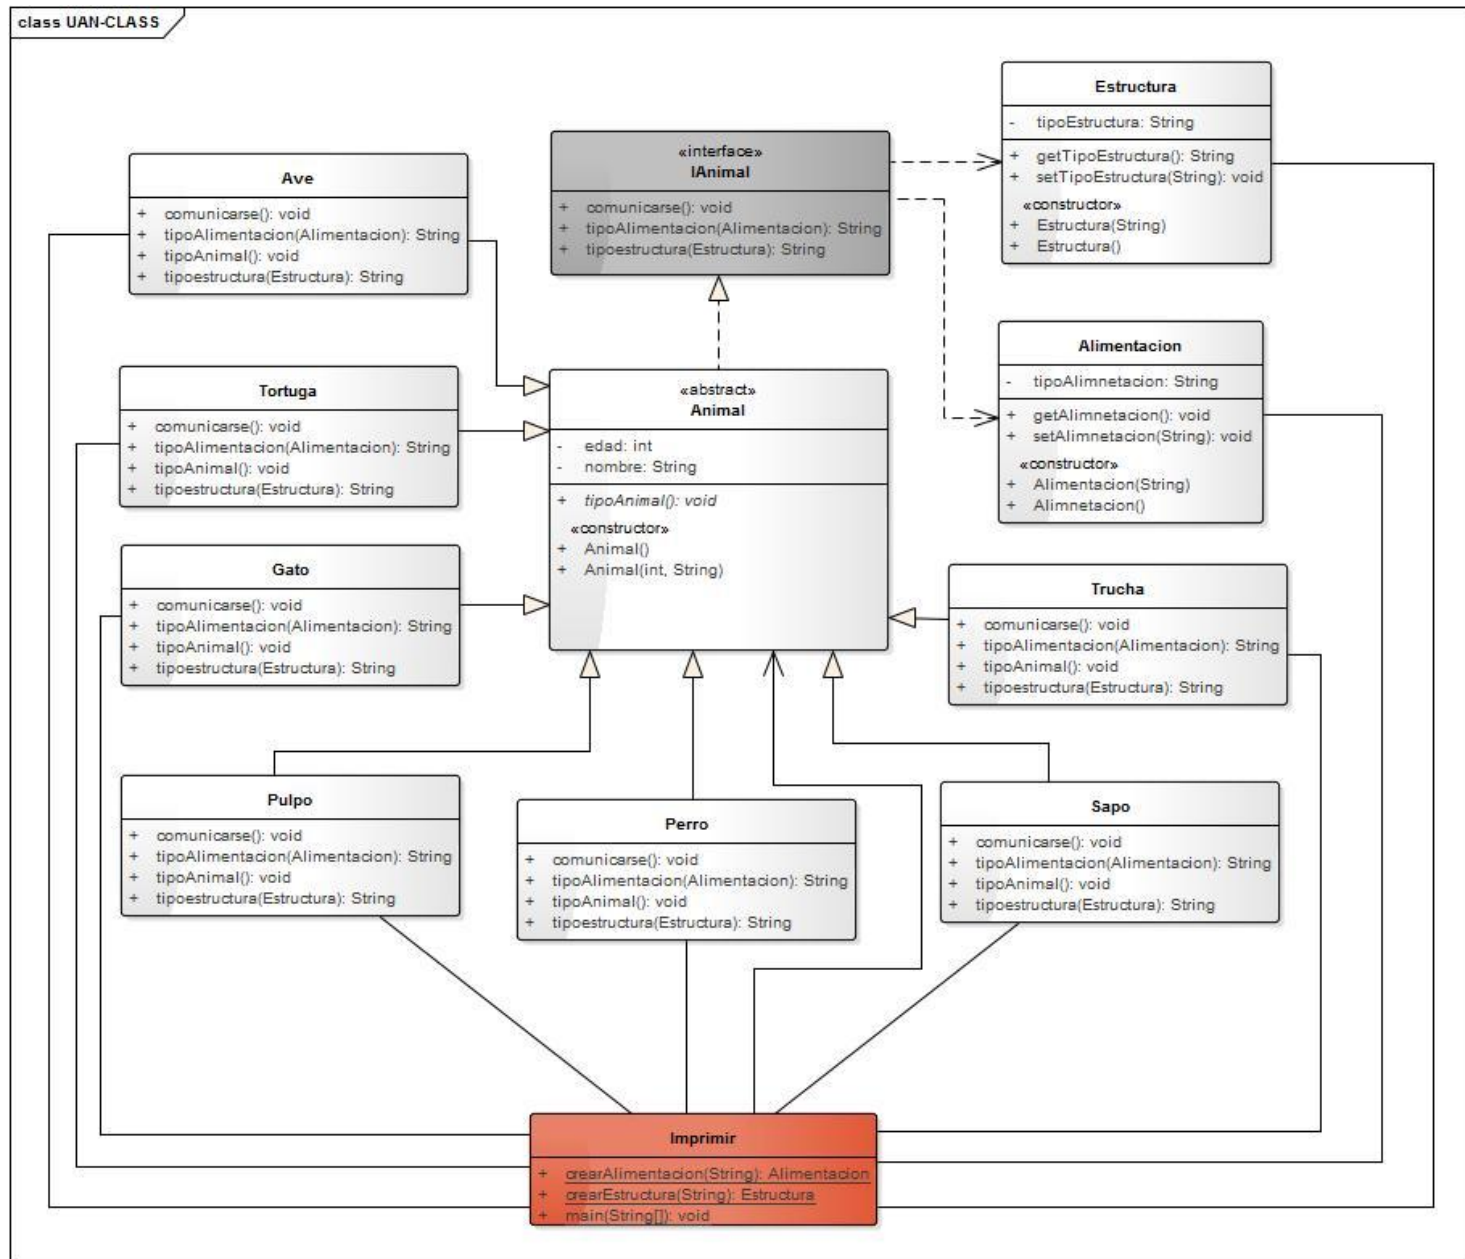 class UAN-CLASS
Estructura
- tipoEstructura: String
+ getTipoEstructura(): String
+ setTipoEstructura(String): void
«constructor»
+ Estructura(String)
+ Estructura()
«interface»
IAnimal
+ comunicarse(): void
+ tipoAlimentacion(Alimentacion): String
+ tipoestructura(Estructura): String
Ave
+ comunicarse(): void
+ tipoAlimentacion(Alimentacion): String
+ tipoAnimal(): void
+ tipoestructura(Estructura): String
Alimentacion
- tipoAlimnetacion: String
+ getAlimnetacion(): void
+ setAlimnetacion(String): void
«constructor»
+ Alimentacion(String)
+ Alimnetacion()
Tortuga
+ comunicarse(): void
+ tipoAlimentacion(Alimentacion): String
+ tipoAnimal(): void
+ tipoestructura(Estructura): String
«abstract»
Animal
- edad: int
- nombre: String
+ tipoAnimal(): void
«constructor»
+ Animal()
+ Animal(int, String)
Gato
+ comunicarse(): void
+ tipoAlimentacion(Alimentacion): String
+ tipoAnimal(): void
+ tipoestructura(Estructura): String
Trucha
+ comunicarse(): void
+ tipoAlimentacion(Alimentacion): String
+ tipoAnimal(): void
+ tipoestructura(Estructura): String
Pulpo
+ comunicarse(): void
+ tipoAlimentacion(Alimentacion): String
+ tipoAnimal(): void
+ tipoestructura(Estructura): String
Perro
+ comunicarse(): void
+ tipoAlimentacion(Alimentacion): String
+ tipoAnimal(): void
+ tipoestructura(Estructura): String
Sapo
+ comunicarse(): void
+ tipoAlimentacion(Alimentacion): String
+ tipoAnimal(): void
+ tipoestructura(Estructura): String
Imprimir
+ crearAlimentacion(String): Alimentacion
+ crearEstructura(String): Estructura
+ main(String[]): void